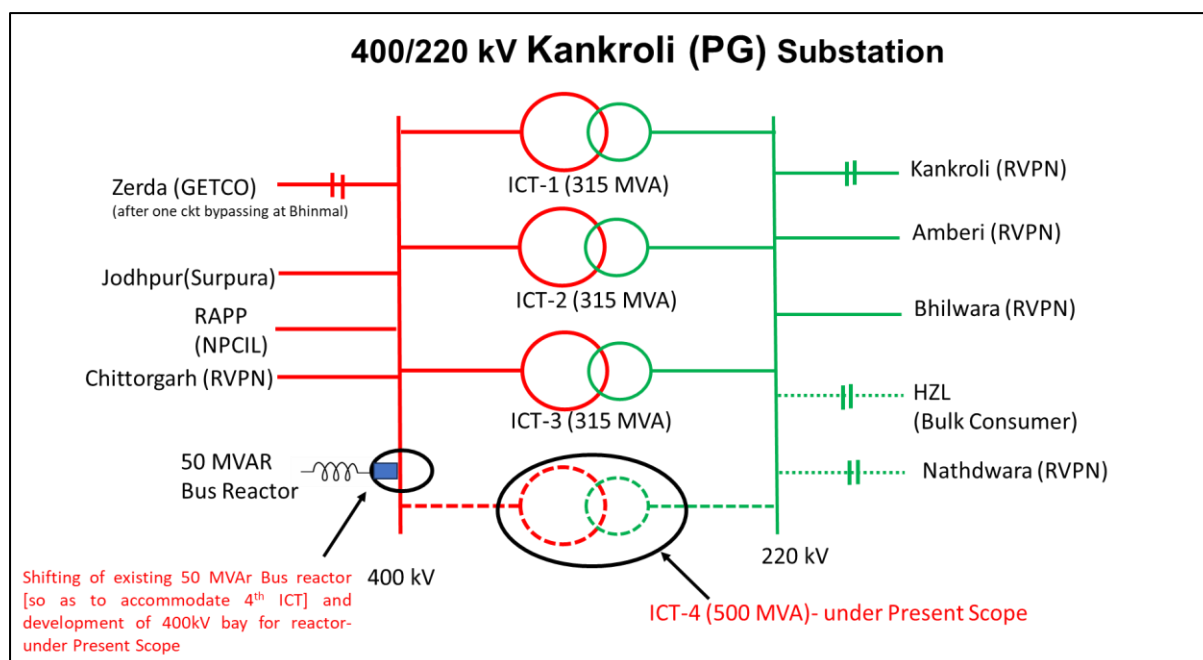 400/220 kV Kankroli (PG) Substation
Zerda (GETCO)
(after one ckt bypassing at Bhinmal)
Jodhpur(Surpura)
RAPP
(NPCIL)
Chittorgarh (RVPN)
50 MVAR
Bus Reactor
ICT-1 (315 MVA)
ICT-2 (315 MVA)
ICT-3 (315 MVA)
Kankroli (RVPN)
Amberi (RVPN)
Bhilwara (RVPN)
HZL
(Bulk Consumer)
Nathdwara (RVPN)
400 kV
220 kV
Shifting of existing 50 MVAr Bus reactor
[so as to accommodate 4th ICT] and
development of 400kV bay for reactor-
under Present Scope
ICT-4 (500 MVA)- under Present Scope